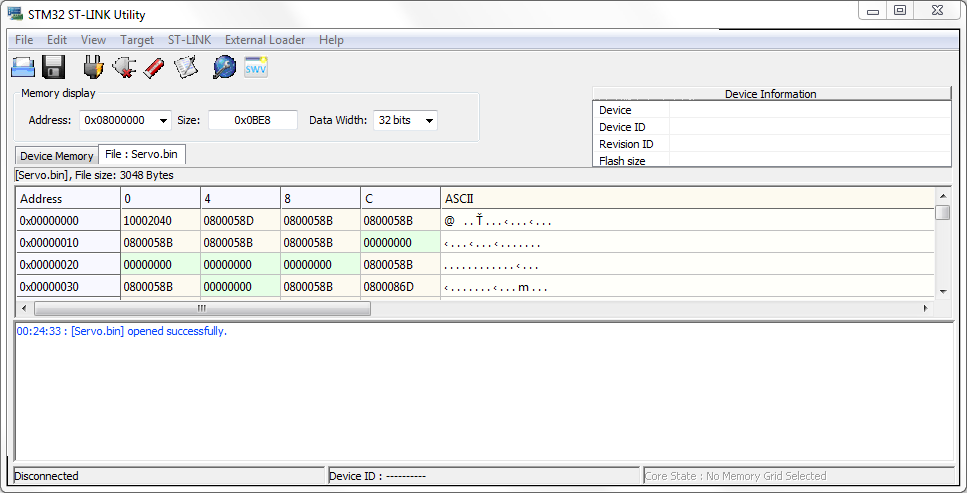 STM32 ST-LINK Utility
File Edit View Target ST-LINK External Loader Help
SWV
Memory display
Address: 0x08000000 Size: 0x0BE8 Data Width: 32 bits
Device Information
Device
Device ID
Revision ID
Flash size
Device Memory File : Servo.bin
[Servo.bin], File size: 3048 Bytes
Address 0 4 8 C ASCII
0x00000000 10002040 0800058D 0800058B 0800058B @ ..Ť...‹...‹...
0x00000010 0800058B 0800058B 0800058B 00000000 ‹...‹...‹.......
0x00000020 00000000 00000000 00000000 0800058B ............‹...
0x00000030 0800058B 00000000 0800058B 0800086D ‹.......‹...m...
00:24:33 : [Servo.bin] opened successfully.
Disconnected Device ID : ---------- Core State : No Memory Grid Selected